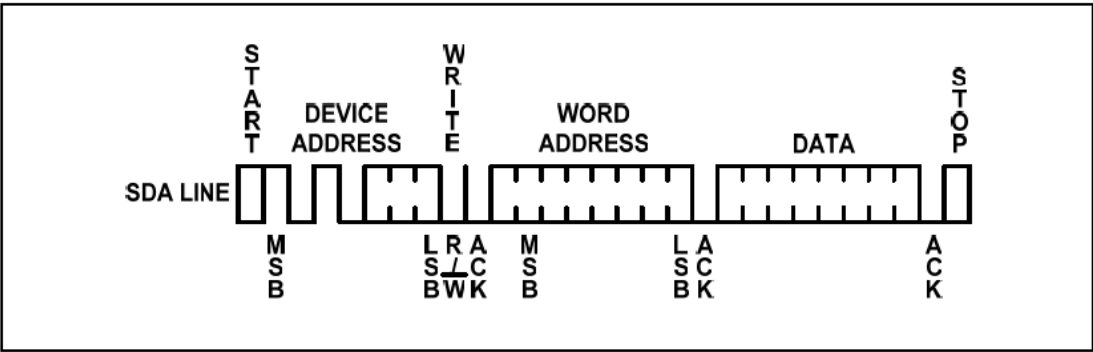 START
WRITE
STOP
DEVICE
ADDRESS
WORD
ADDRESS
DATA
SDA LINE
MSB
LSB
R/W
ACK
MSB
LSB
ACK
ACK